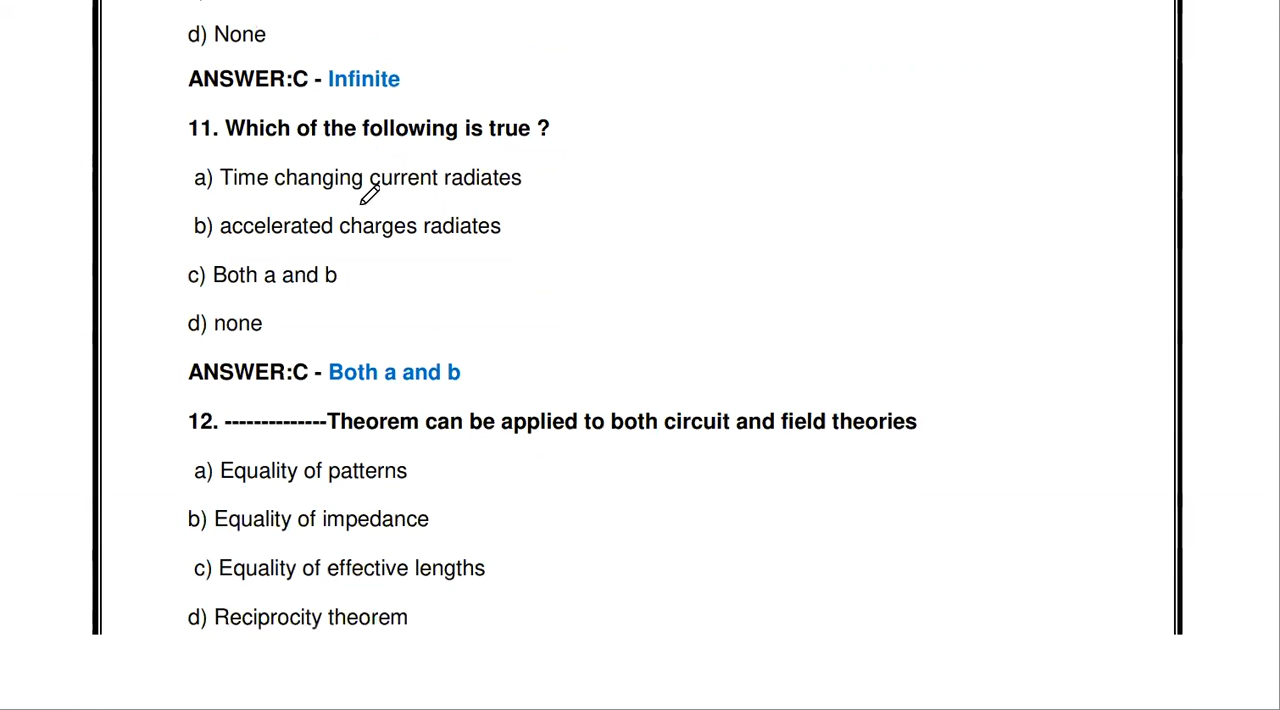 d) None
ANSWER:C - Infinite
11. Which of the following is true ?
a) Time changing current radiates
b) accelerated charges radiates
c) Both a and b
d) none
ANSWER:C - Both a and b
12. --------------Theorem can be applied to both circuit and field theories
a) Equality of patterns
b) Equality of impedance
c) Equality of effective lengths
d) Reciprocity theorem